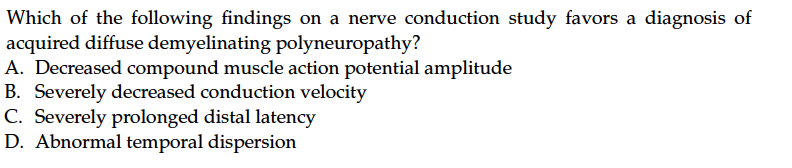 Which of the following findings on a nerve conduction study favors a diagnosis of
acquired diffuse demyelinating polyneuropathy?
A. Decreased compound muscle action potential amplitude
B. Severely decreased conduction velocity
C. Severely prolonged distal latency
D. Abnormal temporal dispersion